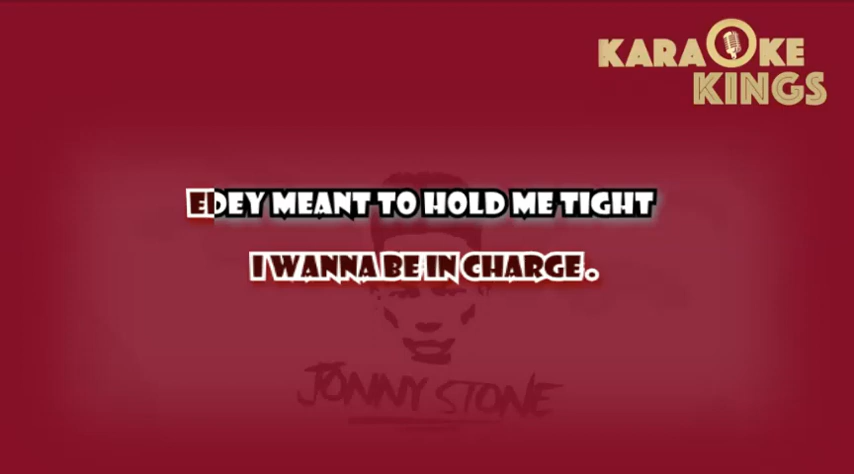 KARAOKE
KINGS
EDEY MEANT TO HOLD ME TIGHT
I WANNA BE IN CHARGE .
JONNY STONE